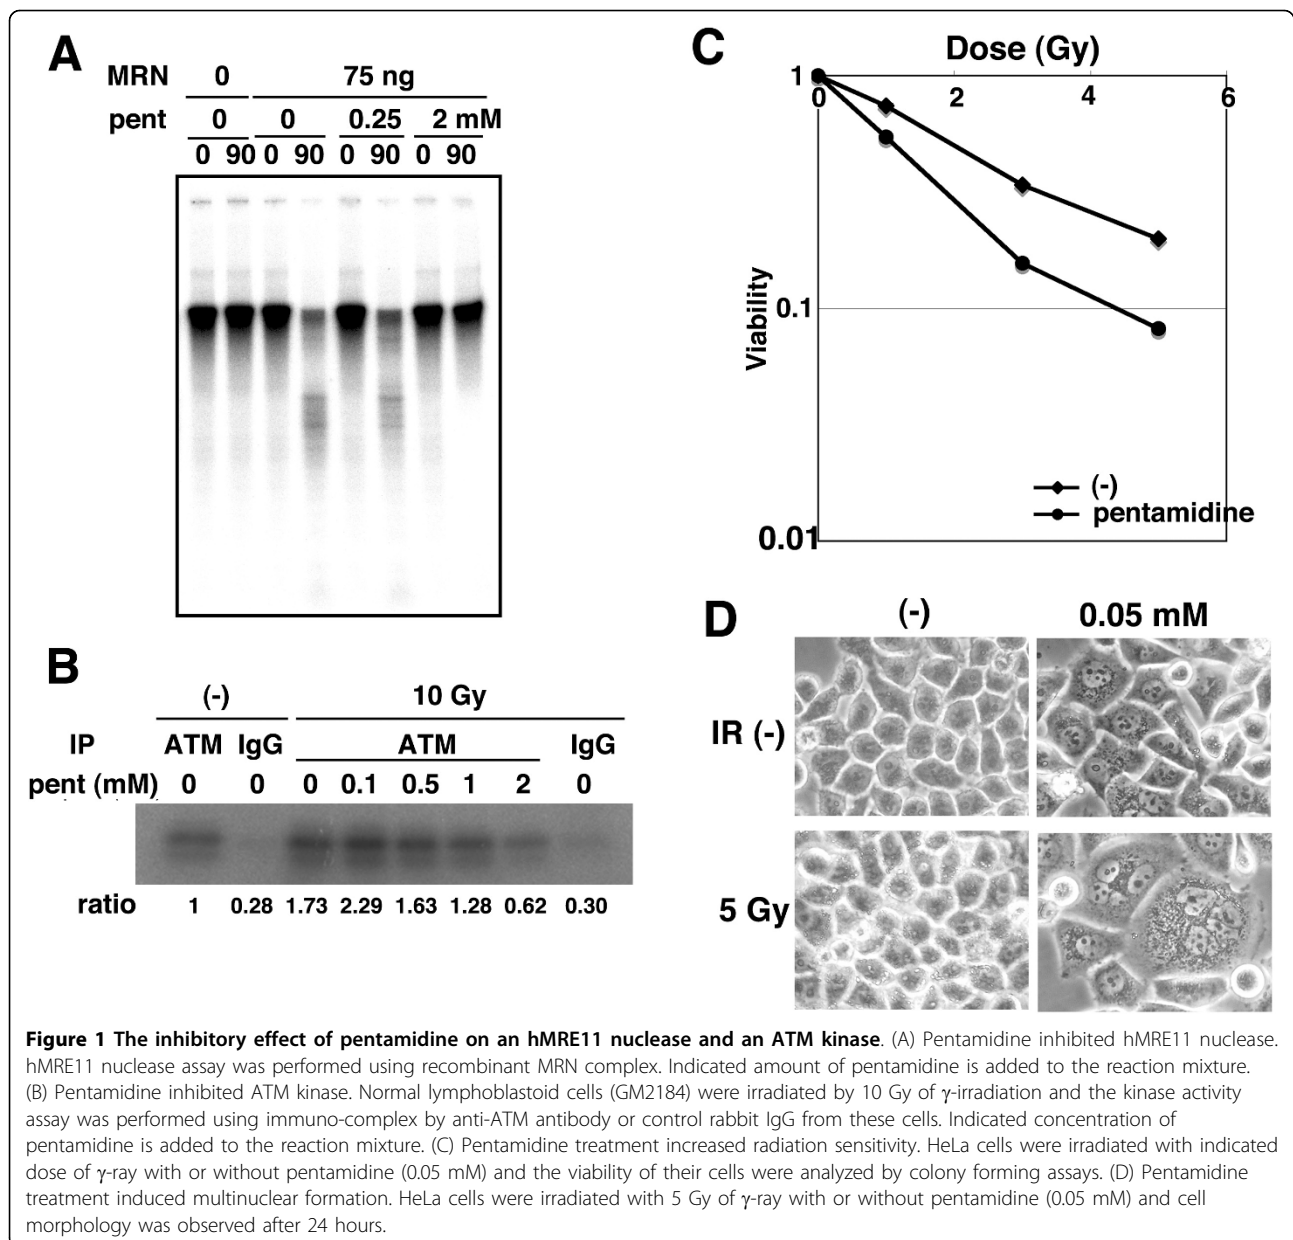 A
MRN 0 75 ng
pent 0 0 0.25 2 mM
0 90 0 90 0 90 0 90
B
(-) 10 Gy
IP ATM IgG ATM IgG
pent (mM) 0 0 0 0.1 0.5 1 2 0
ratio 1 0.28 1.73 2.29 1.63 1.28 0.62 0.30
C
Dose (Gy)
1
0 2 4 6
Viability
0.1
(-)
pentamidine
0.01
D
(-) 0.05 mM
IR (-)
5 Gy
Figure 1 The inhibitory effect of pentamidine on an hMRE11 nuclease and an ATM kinase. (A) Pentamidine inhibited hMRE11 nuclease.
hMRE11 nuclease assay was performed using recombinant MRN complex. Indicated amount of pentamidine is added to the reaction mixture.
(B) Pentamidine inhibited ATM kinase. Normal lymphoblastoid cells (GM2184) were irradiated by 10 Gy of γ-irradiation and the kinase activity
assay was performed using immuno-complex by anti-ATM antibody or control rabbit IgG from these cells. Indicated concentration of
pentamidine is added to the reaction mixture. (C) Pentamidine treatment increased radiation sensitivity. HeLa cells were irradiated with indicated
dose of γ-ray with or without pentamidine (0.05 mM) and the viability of their cells were analyzed by colony forming assays. (D) Pentamidine
treatment induced multinuclear formation. HeLa cells were irradiated with 5 Gy of γ-ray with or without pentamidine (0.05 mM) and cell
morphology was observed after 24 hours.